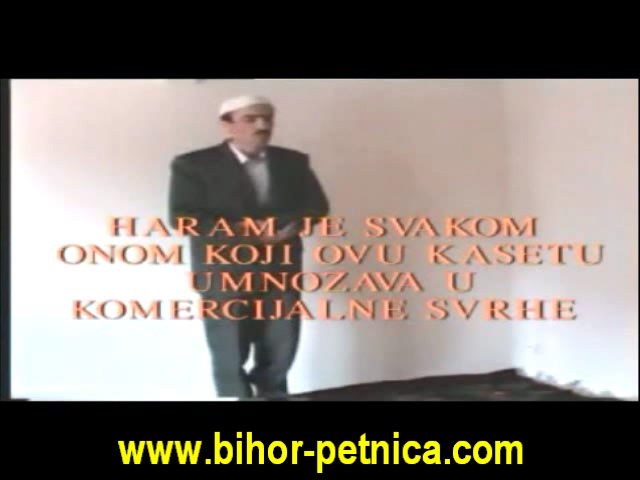 HARAM JE SVAKOM
ONOM KOJI OVU KASETU
UMNOZAVA U
KOMERCIJALNE SVRHE
www.bihor-petnica.com